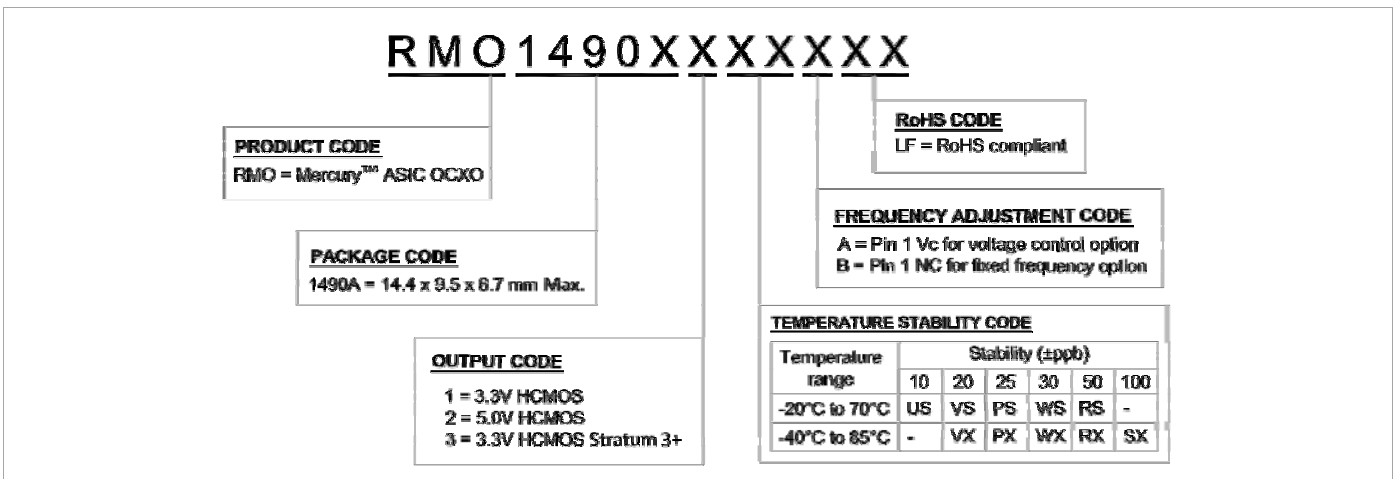 RMO1490XXXXXXX
PRODUCT CODE
RMO = Mercury™ ASIC OCXO
PACKAGE CODE
1490A = 14.4 x 9.5 x 6.7 mm Max.
OUTPUT CODE
1 = 3.3V HCMOS
2 = 5.0V HCMOS
3 = 3.3V HCMOS Stratum 3+
RoHS CODE
LF = RoHS compliant
FREQUENCY ADJUSTMENT CODE
A = Pin 1 Vc for voltage control option
B = Pin 1 NC for fixed frequency option
TEMPERATURE STABILITY CODE
Temperature range Stability (±ppb)
10 20 25 30 50 100
-20°C to 70°C US VS PS WS RS -
-40°C to 85°C - VX PX WX RX SX